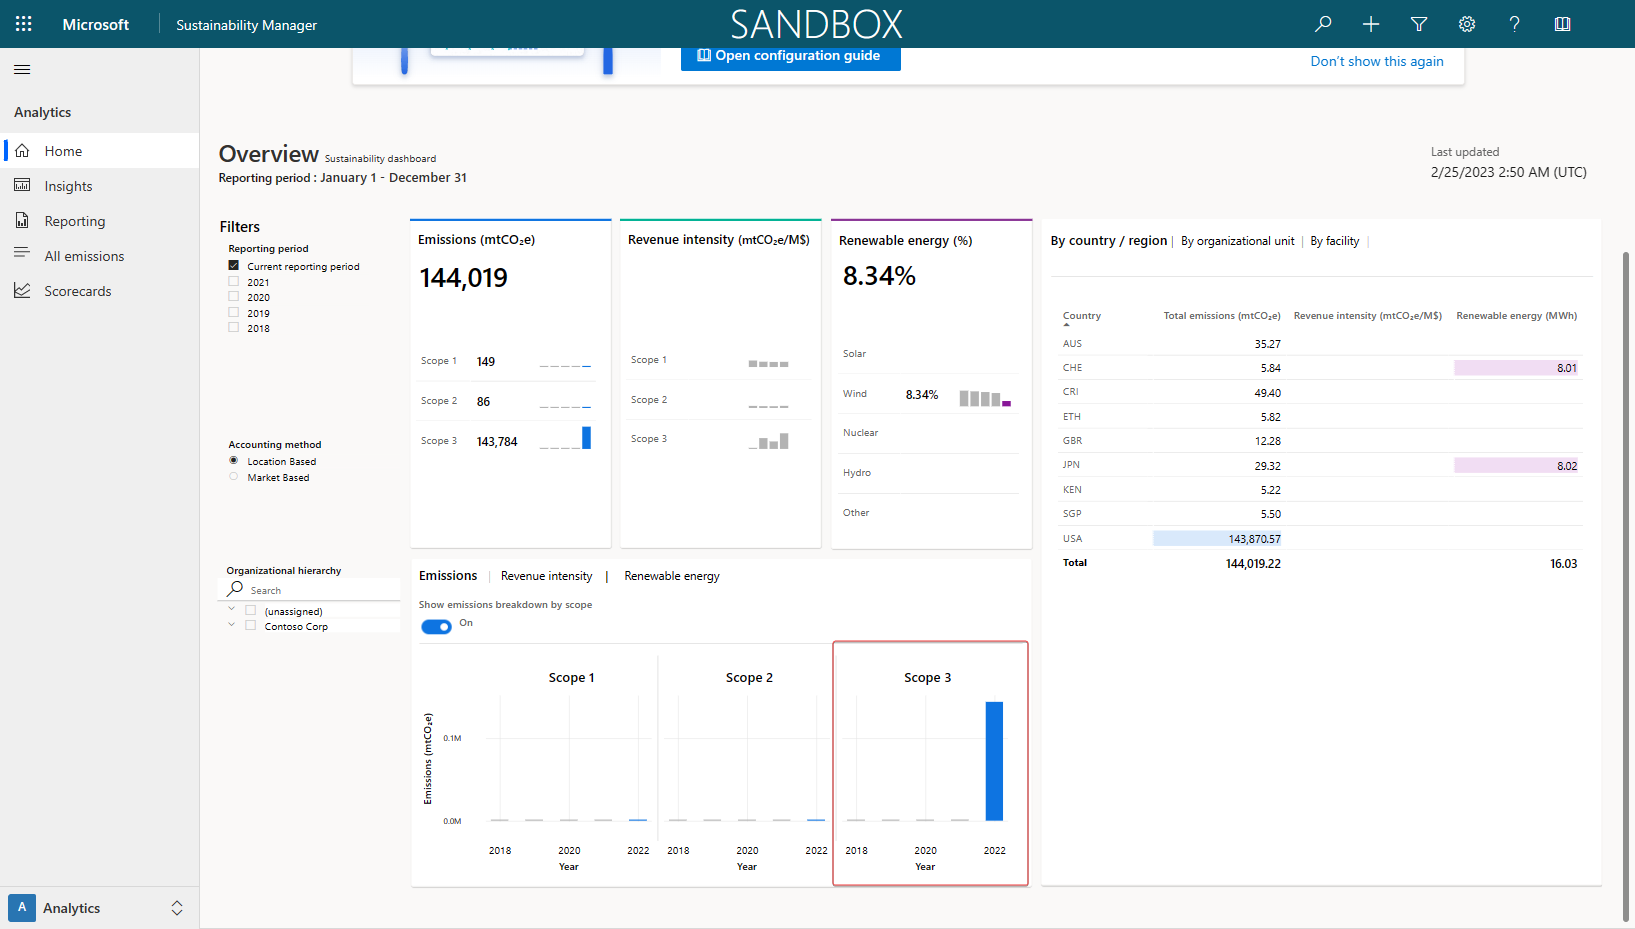 Microsoft
Sustainability Manager
SANDBOX
Open configuration guide
Don't show this again
Analytics
Home
Insights
Reporting
All emissions
Scorecards
Overview Sustainability dashboard
Reporting period : January 1 - December 31
Last updated
2/25/2023 2:50 AM (UTC)
Filters
Reporting period
Current reporting period
2021
2020
2019
2018
Accounting method
Location Based
Market Based
Organizational hierarchy
Search
(unassigned)
Contoso Corp
Emissions (mtCO₂e)
144,019
Scope 1 149
Scope 2 86
Scope 3 143,784
Revenue intensity (mtCO₂e/M$)
Scope 1
Scope 2
Scope 3
Renewable energy (%)
8.34%
Solar
Wind 8.34%
Nuclear
Hydro
Other
By country / region | By organizational unit | By facility |
Country Total emissions (mtCO₂e) Revenue intensity (mtCO₂e/M$) Renewable energy (MWh)
AUS 35.27
CHE 5.84 8.01
CRI 49.40
ETH 5.82
GBR 12.28
JPN 29.32 8.02
KEN 5.22
SGP 5.50
USA 143,870.57
Total 144,019.22 16.03
Emissions | Revenue intensity | Renewable energy
Show emissions breakdown by scope
On
Scope 1 Scope 2 Scope 3
Emissions (mtCO₂e)
0.1M
0.0M
2018 2020 2022 2018 2020 2022 2018 2020 2022
Year Year Year
A Analytics